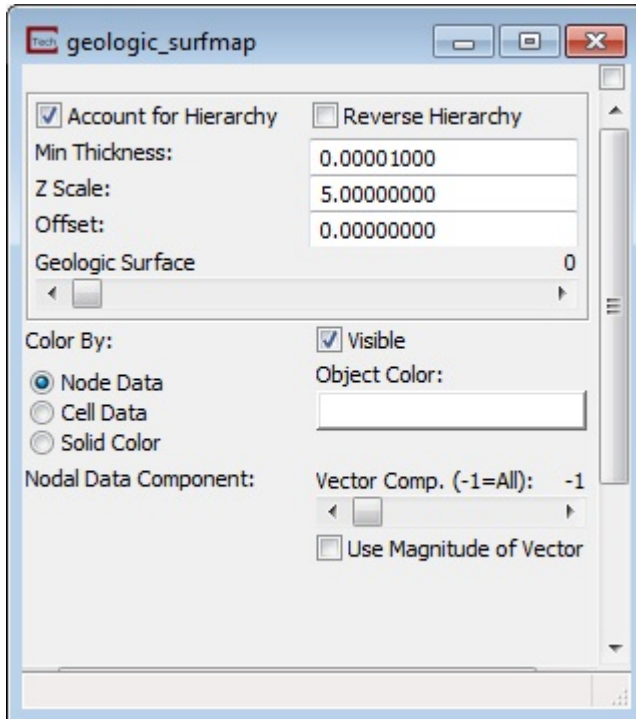 Tech geologic_surfmap
Account for Hierarchy Reverse Hierarchy
Min Thickness: 0.00001000
Z Scale: 5.00000000
Offset: 0.00000000
Geologic Surface 0
Color By: Visible
Node Data Object Color:
Cell Data
Solid Color
Nodal Data Component: Vector Comp. (-1=All): -1
Use Magnitude of Vector